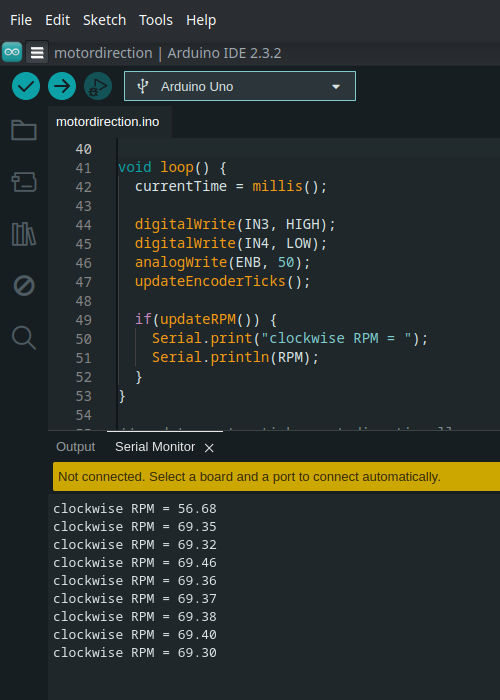 File Edit Sketch Tools Help
motordirection | Arduino IDE 2.3.2
Arduino Uno
motordirection.ino
40
41 void loop() {
42 currentTime = millis();
43
44 digitalWrite(IN3, HIGH);
45 digitalWrite(IN4, LOW);
46 analogWrite(ENB, 50);
47 updateEncoderTicks();
48
49 if(updateRPM()) {
50 Serial.print("clockwise RPM = ");
51 Serial.println(RPM);
52 }
53 }
54
Output Serial Monitor
Not connected. Select a board and a port to connect automatically.
clockwise RPM = 56.68
clockwise RPM = 69.35
clockwise RPM = 69.32
clockwise RPM = 69.46
clockwise RPM = 69.36
clockwise RPM = 69.37
clockwise RPM = 69.38
clockwise RPM = 69.40
clockwise RPM = 69.30